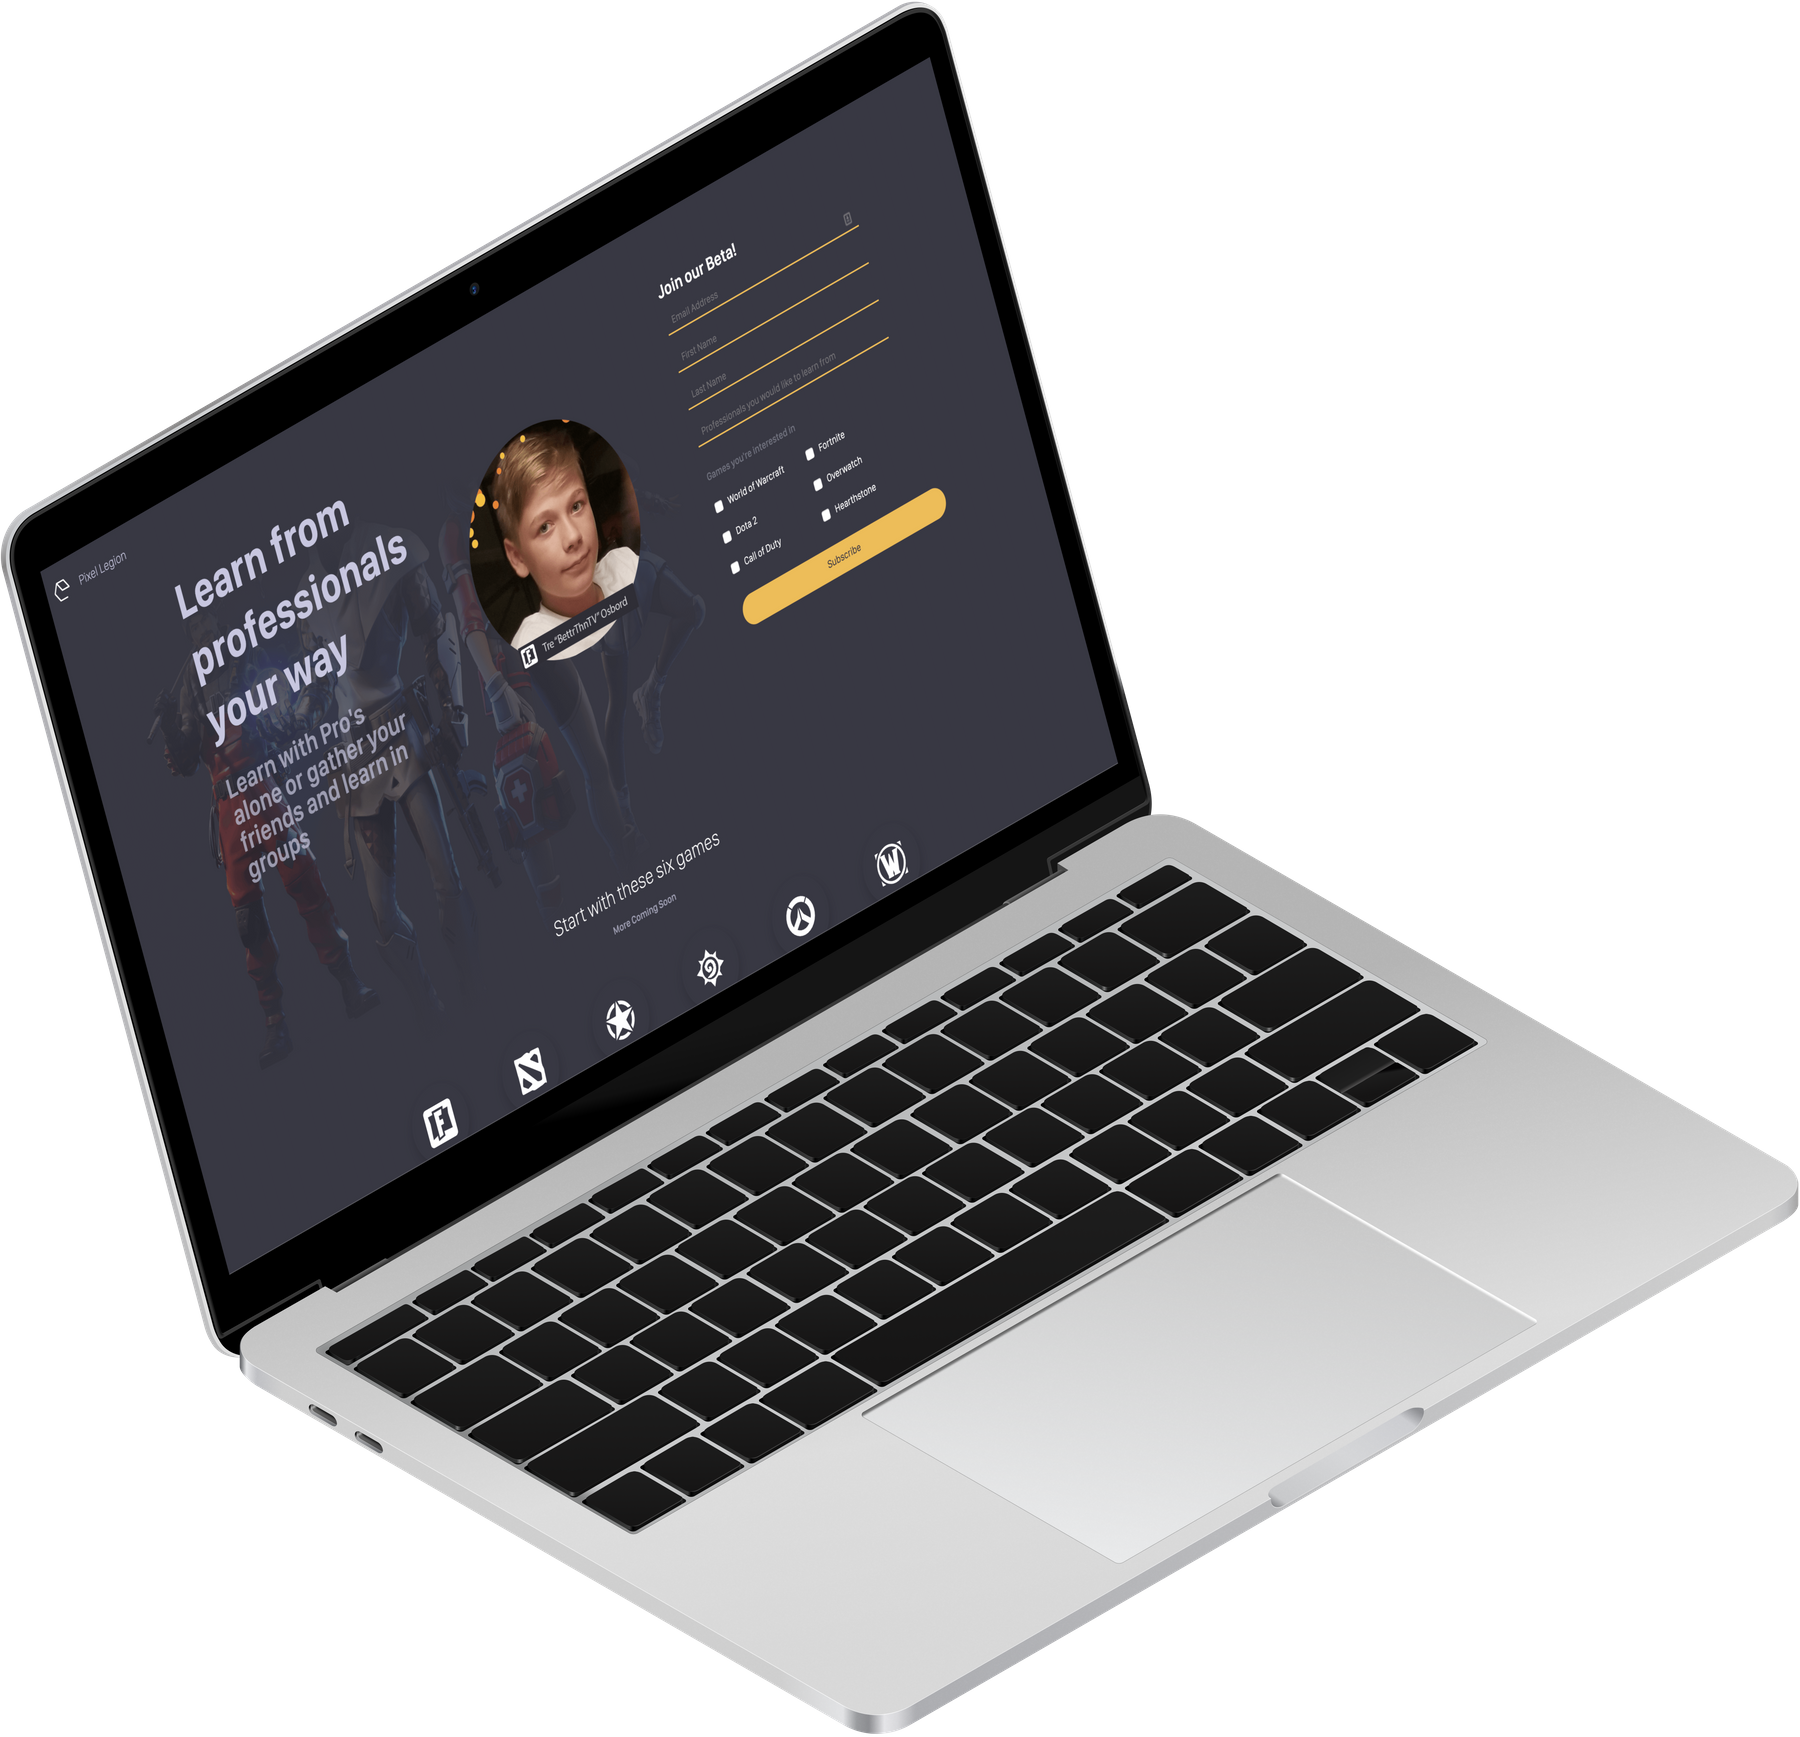 Pixel Legion
Learn from
professionals
your way
Learn with Pro's
alone or gather your
friends and learn in
groups
Tre "BettrThnTV" Osbord
Join our Beta!
Email Address
First Name
Last Name
Professionals you would like to learn from
Games you're interested in
World of Warcraft
Fortnite
Dota 2
Overwatch
Call of Duty
Hearthstone
Subscribe
Start with these six games
More Coming Soon